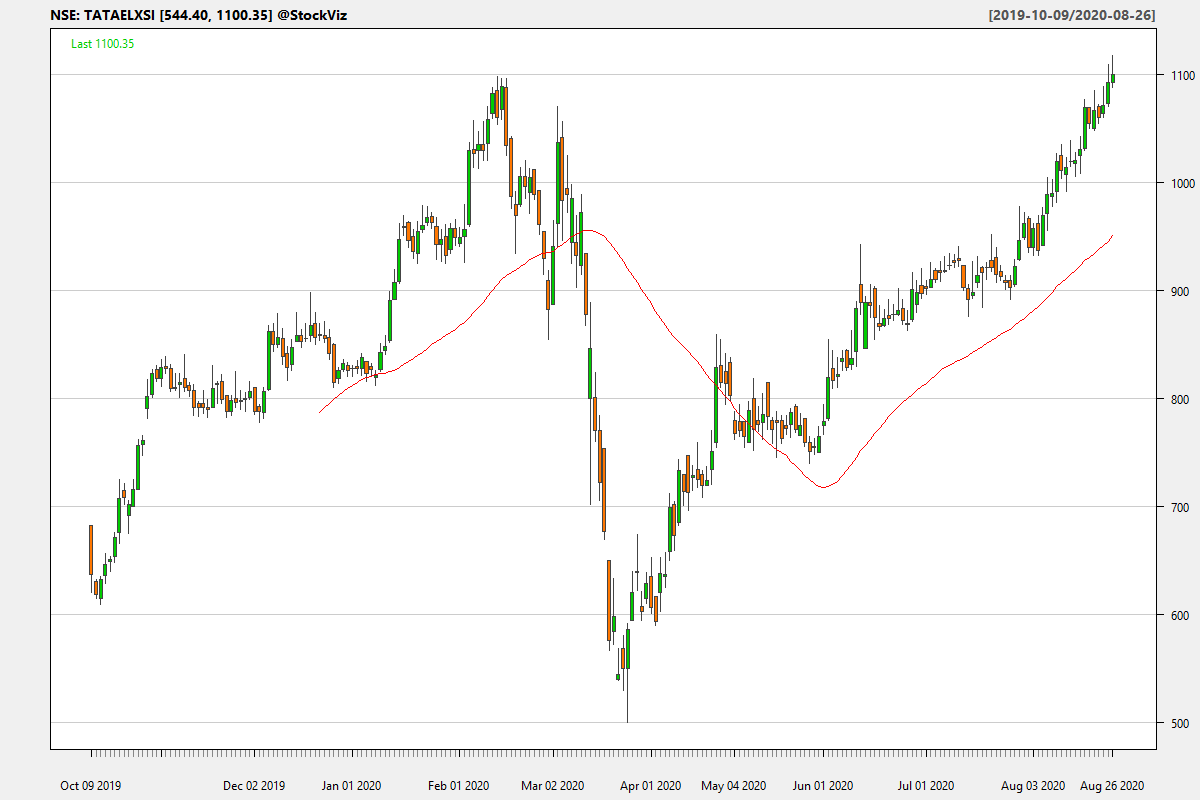 NSE: TATAELXSI [544.40, 1100.35] @StockViz
[2019-10-09/2020-08-26]
Last 1100.35
1100
1000
900
800
700
600
500
Oct 09 2019 Dec 02 2019 Jan 01 2020 Feb 01 2020 Mar 02 2020 Apr 01 2020 May 04 2020 Jun 01 2020 Jul 01 2020 Aug 03 2020 Aug 26 2020